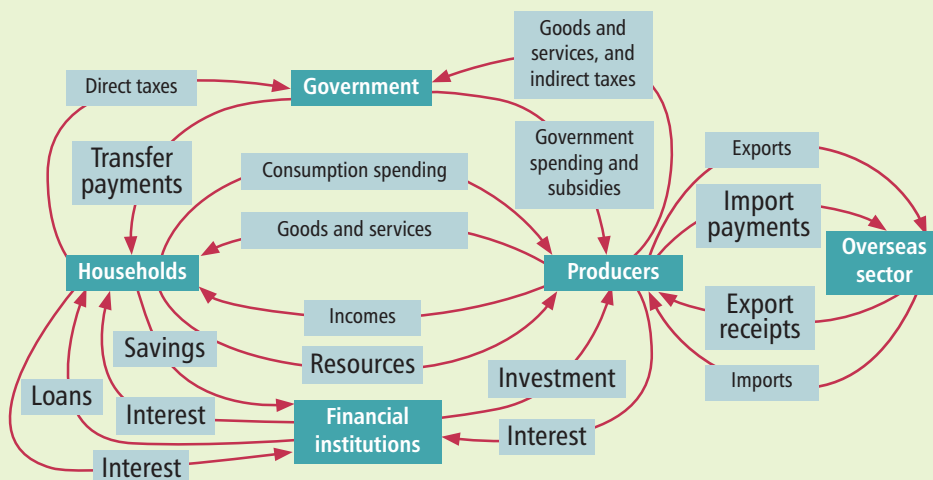 Goods and
services, and
indirect taxes
Direct taxes
Government
Transfer
payments
Consumption spending
Government
spending and
subsidies
Exports
Import
payments
Goods and services
Households
Producers
Overseas
sector
Incomes
Export
receipts
Savings
Resources
Investment
Imports
Loans
Interest
Financial
institutions
Interest
Interest